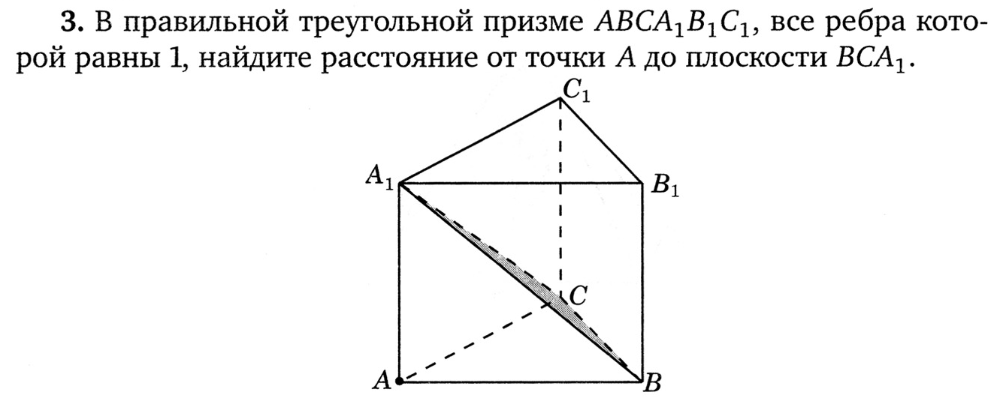 3. В правильной треугольной призме ABCA₁B₁C₁, все ребра кото-
рой равны 1, найдите расстояние от точки A до плоскости BCA₁.
C₁
A₁
B₁
C
A
B